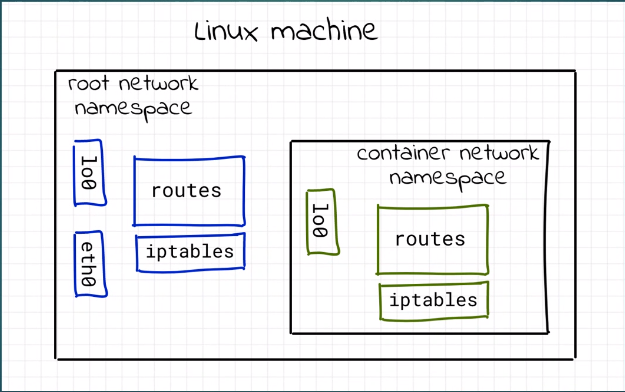 Linux machine
root network
namespace
lo0
routes
eth0
iptables
container network
namespace
lo0
routes
iptables